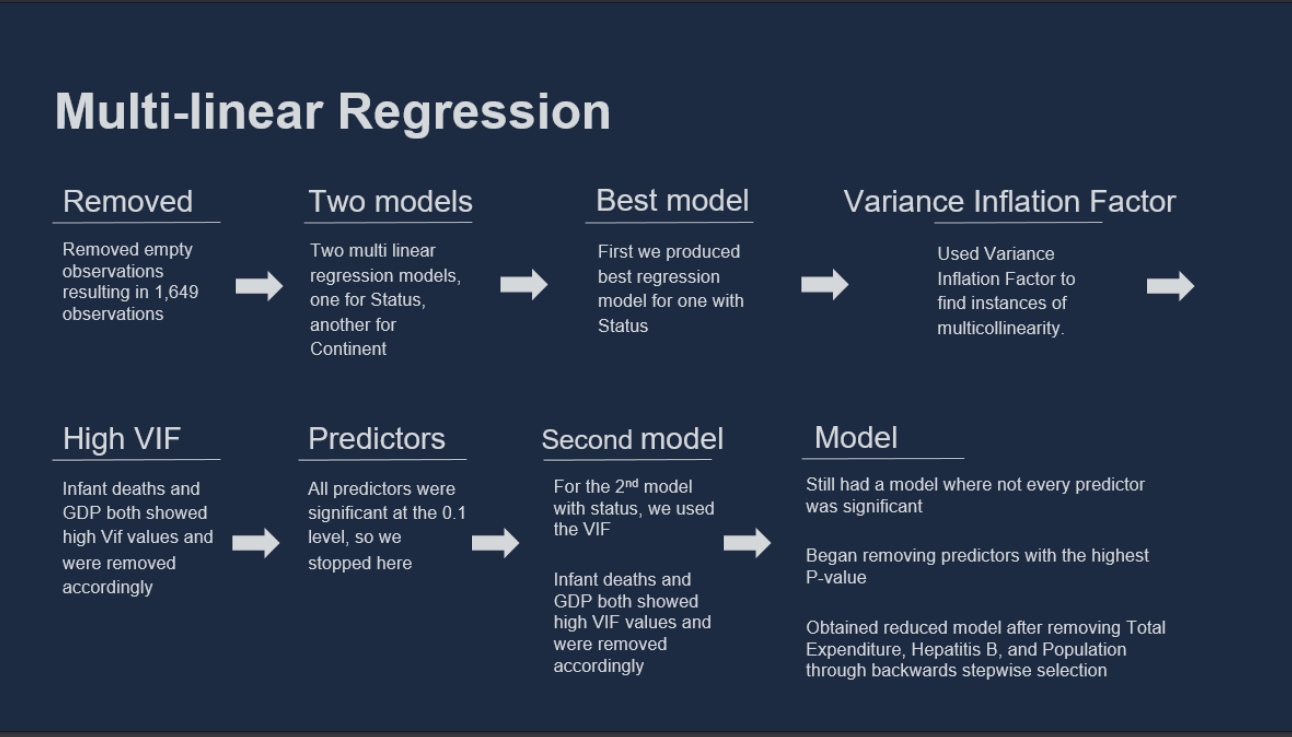 Multi-linear Regression
Removed
Removed empty
observations
resulting in 1,649
observations
Two models
Two multi linear
regression models,
one for Status,
another for
Continent
Best model
First we produced
best regression
model for one with
Status
Variance Inflation Factor
Used Variance
Inflation Factor to
find instances of
multicollinearity.
High VIF
Infant deaths and
GDP both showed
high Vif values and
were removed
accordingly
Predictors
All predictors were
significant at the 0.1
level, so we
stopped here
Second model
For the 2nd model
with status, we used
the VIF
Infant deaths and
GDP both showed
high VIF values and
were removed
accordingly
Model
Still had a model where not every predictor
was significant
Began removing predictors with the highest
P-value
Obtained reduced model after removing Total
Expenditure, Hepatitis B, and Population
through backwards stepwise selection